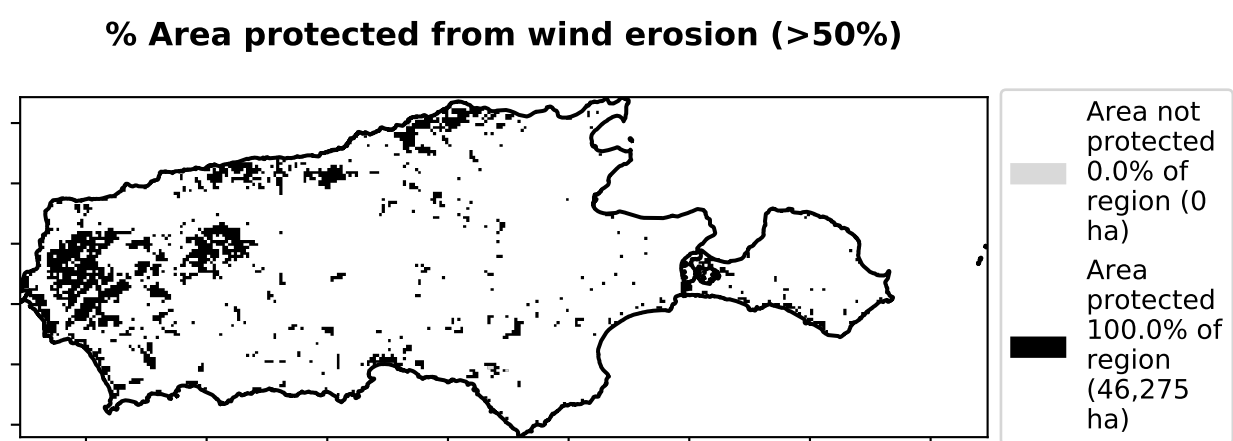 % Area protected from wind erosion (>50%)
Area not
protected
0.0% of
region (0
ha)
Area
protected
100.0% of
region
(46,275
ha)